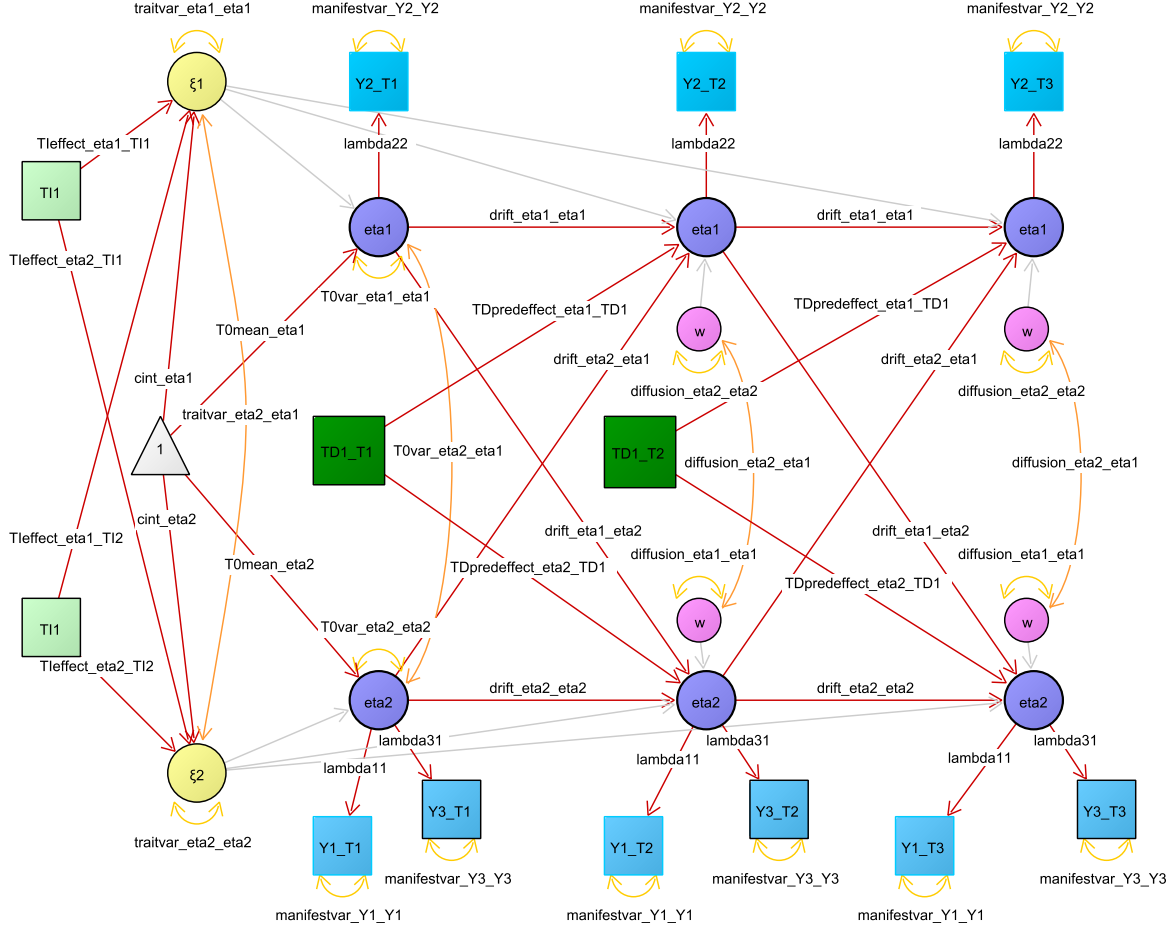 traitvar_eta1_eta1
manifestvar_Y2_Y2
manifestvar_Y2_Y2
manifestvar_Y2_Y2
ξ1
Y2_T1
Y2_T2
Y2_T3
TIeffect_eta1_TI1
lambda22
lambda22
lambda22
TI1
drift_eta1_eta1
drift_eta1_eta1
eta1
eta1
eta1
TIeffect_eta2_TI1
T0var_eta1_eta1
TDpredeffect_eta1_TD1
TDpredeffect_eta1_TD1
T0mean_eta1
w
w
drift_eta2_eta1
drift_eta2_eta1
cint_eta1
diffusion_eta2_eta2
diffusion_eta2_eta2
traitvar_eta2_eta1
1
TD1_T1
T0var_eta2_eta1
TD1_T2
diffusion_eta2_eta1
diffusion_eta2_eta1
cint_eta2
TIeffect_eta1_TI2
drift_eta1_eta2
drift_eta1_eta2
T0mean_eta2
TDpredeffect_eta2_TD1
diffusion_eta1_eta1
TDpredeffect_eta2_TD1
diffusion_eta1_eta1
TI1
T0var_eta2_eta2
w
w
TIeffect_eta2_TI2
drift_eta2_eta2
drift_eta2_eta2
eta2
eta2
eta2
lambda31
lambda31
lambda31
lambda11
lambda11
lambda11
ξ2
Y3_T1
Y3_T2
Y3_T3
traitvar_eta2_eta2
Y1_T1
Y1_T2
Y1_T3
manifestvar_Y3_Y3
manifestvar_Y3_Y3
manifestvar_Y3_Y3
manifestvar_Y1_Y1
manifestvar_Y1_Y1
manifestvar_Y1_Y1